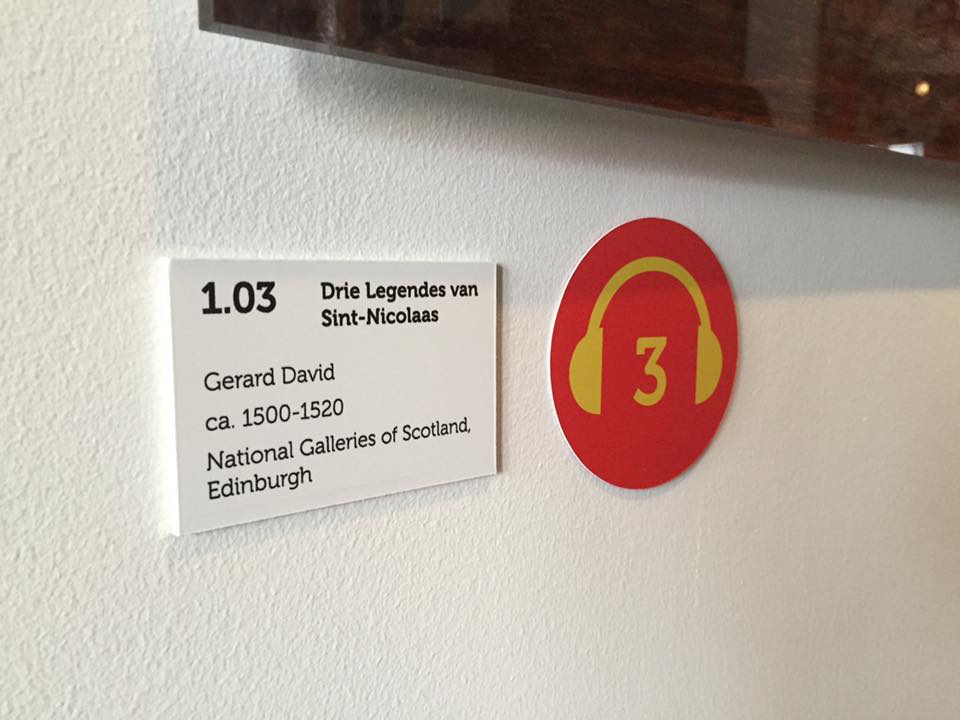 1.03 Drie Legendes van
Sint-Nicolaas
Gerard David
ca. 1500-1520
National Galleries of Scotland,
Edinburgh
3